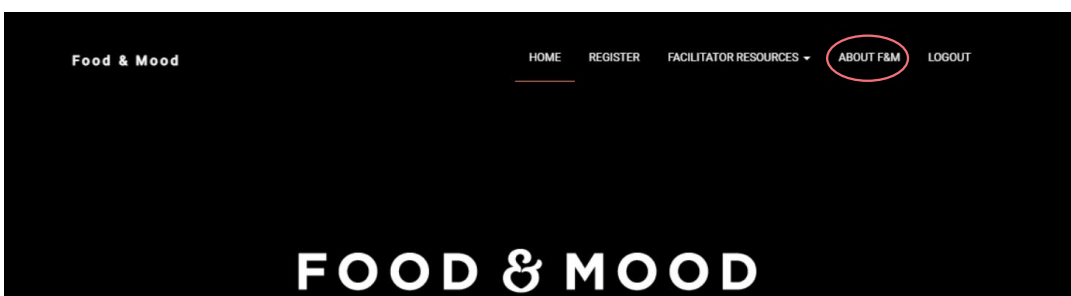 Food & Mood
HOME REGISTER FACILITATOR RESOURCES ABOUT F&M LOGOUT
FOOD & MOOD